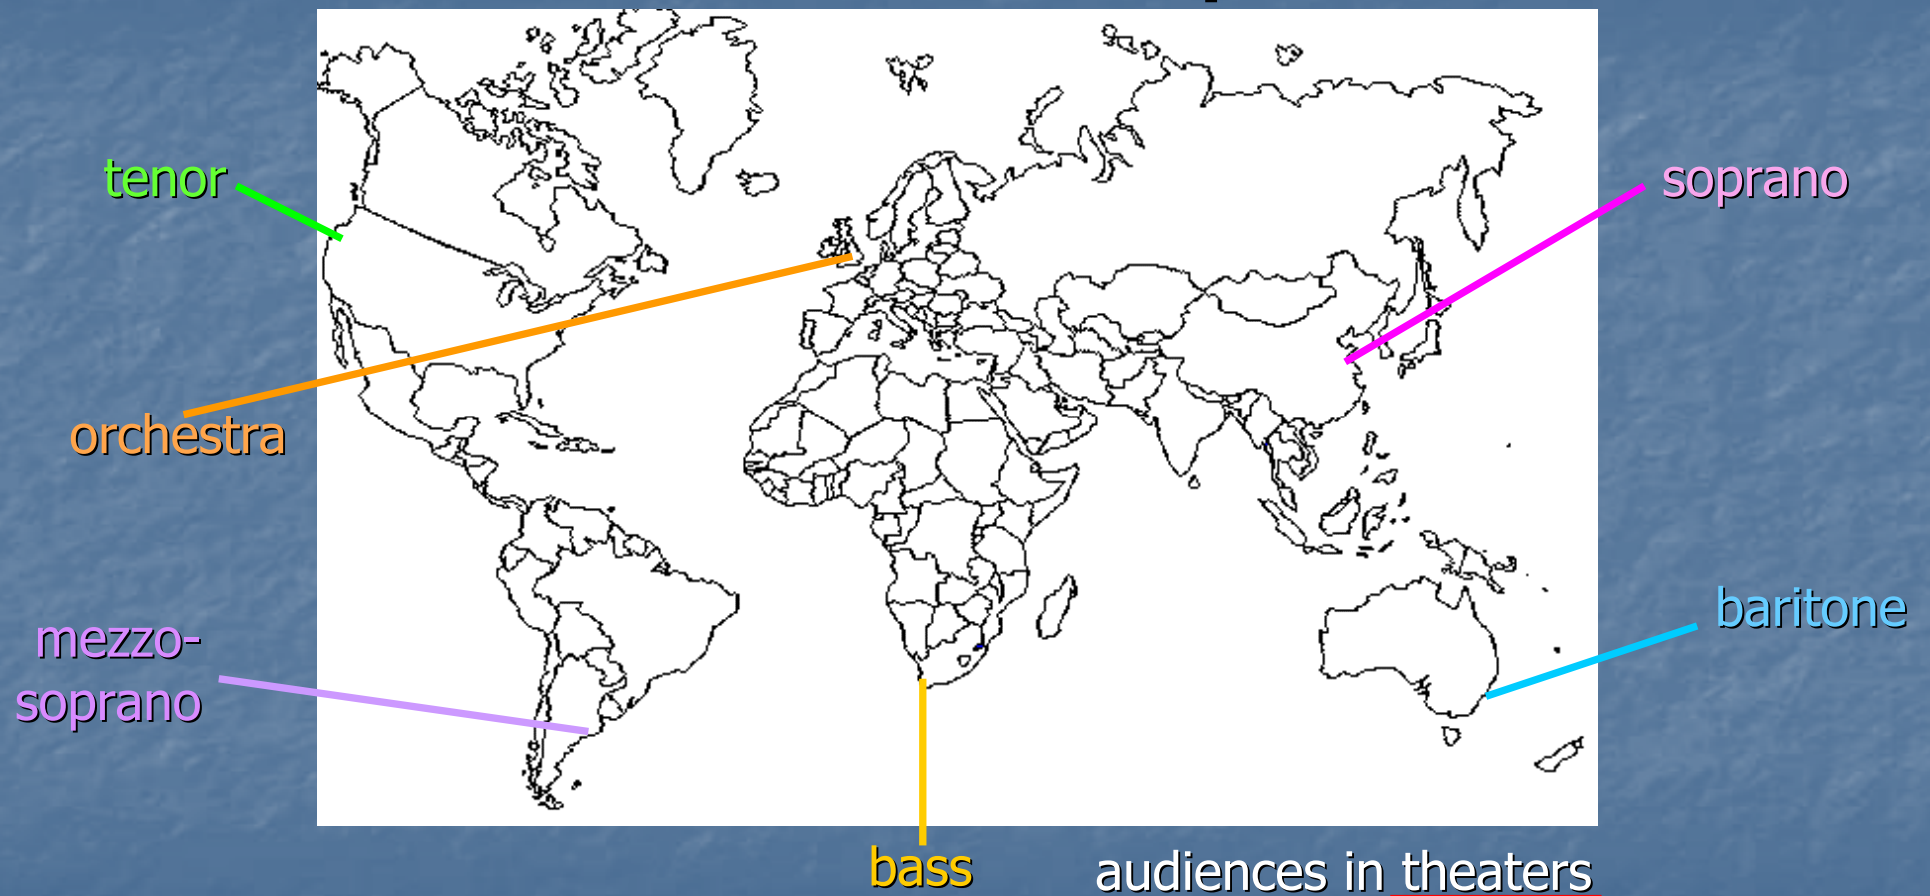 tenor
soprano
orchestra
baritone
mezzo-
soprano
bass
audiences in theaters